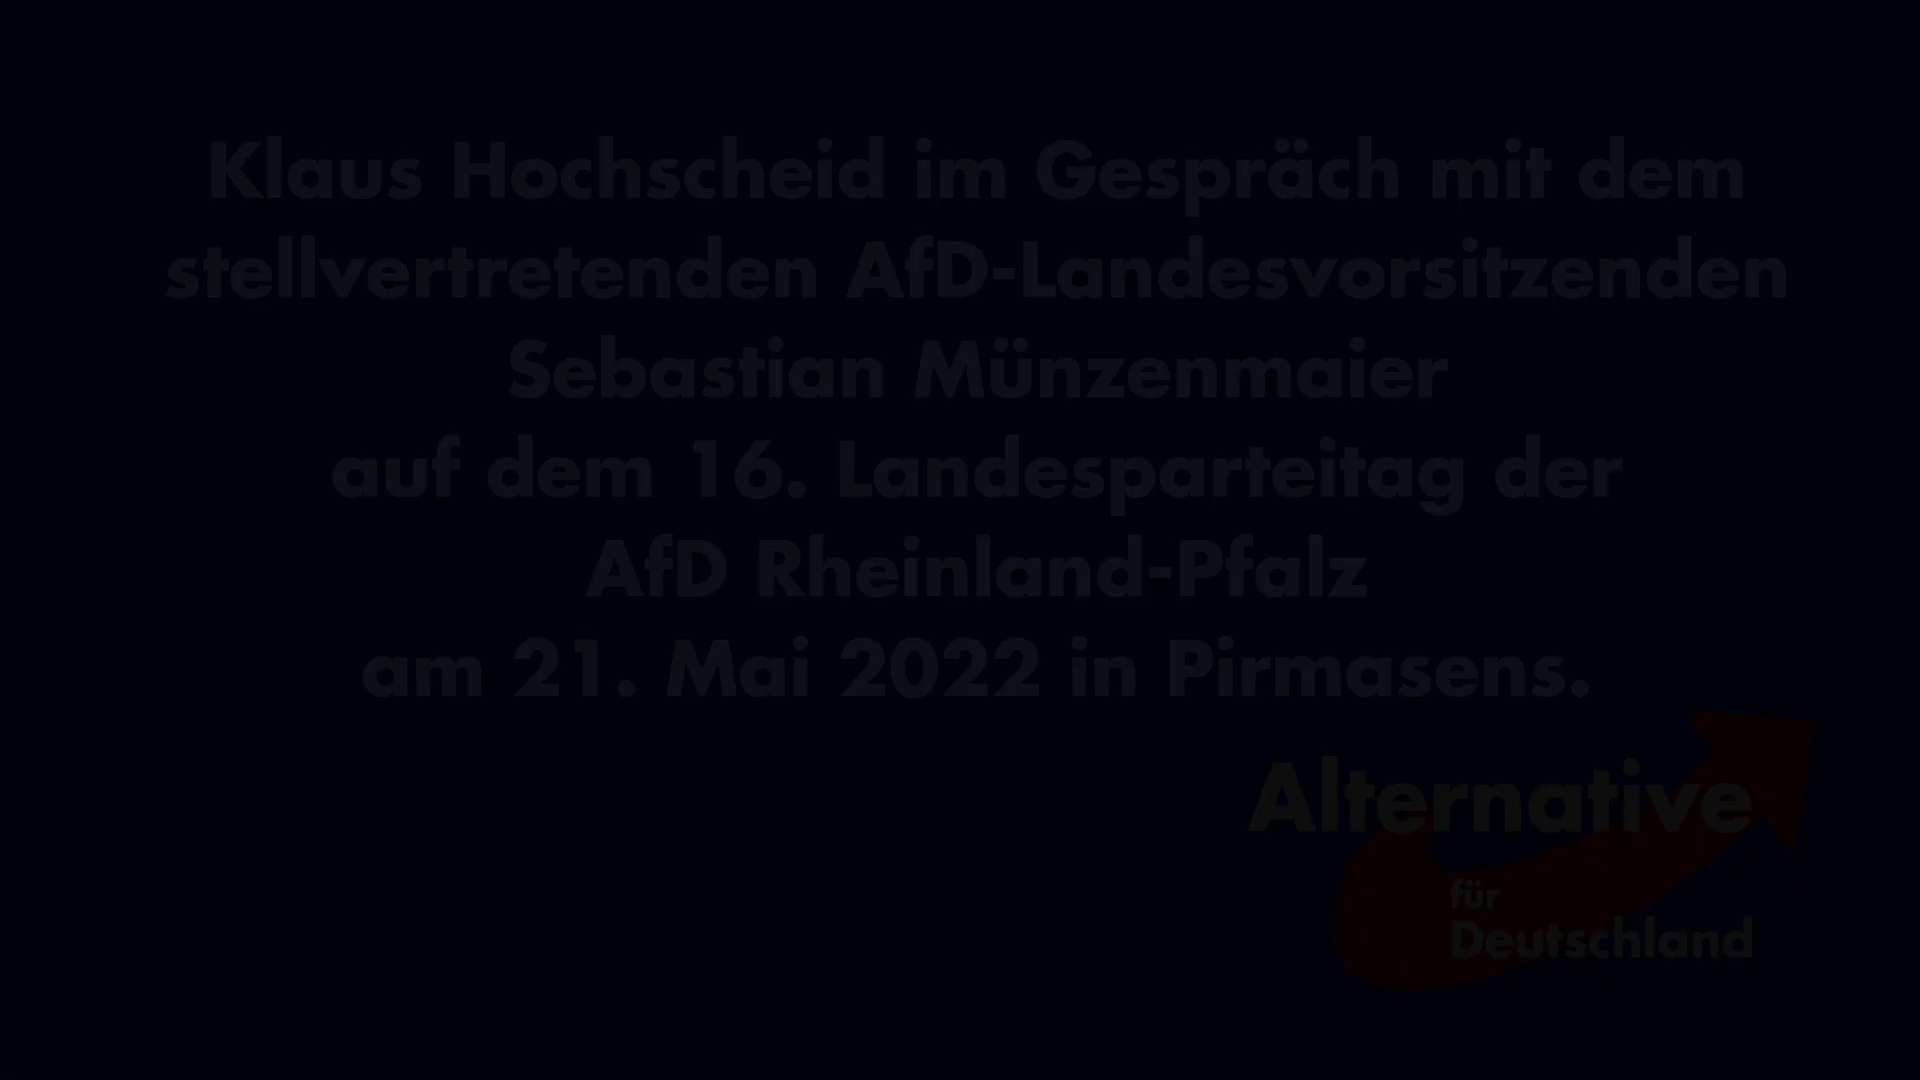 Klaus Hochscheid im Gespräch mit dem
stellvertretenden AfD-Landesvorsitzenden
Sebastian Münzenmaier
auf dem 16. Landesparteitag der
AfD Rheinland-Pfalz
am 21. Mai 2022 in Pirmasens.
Alternative
für
Deutschland